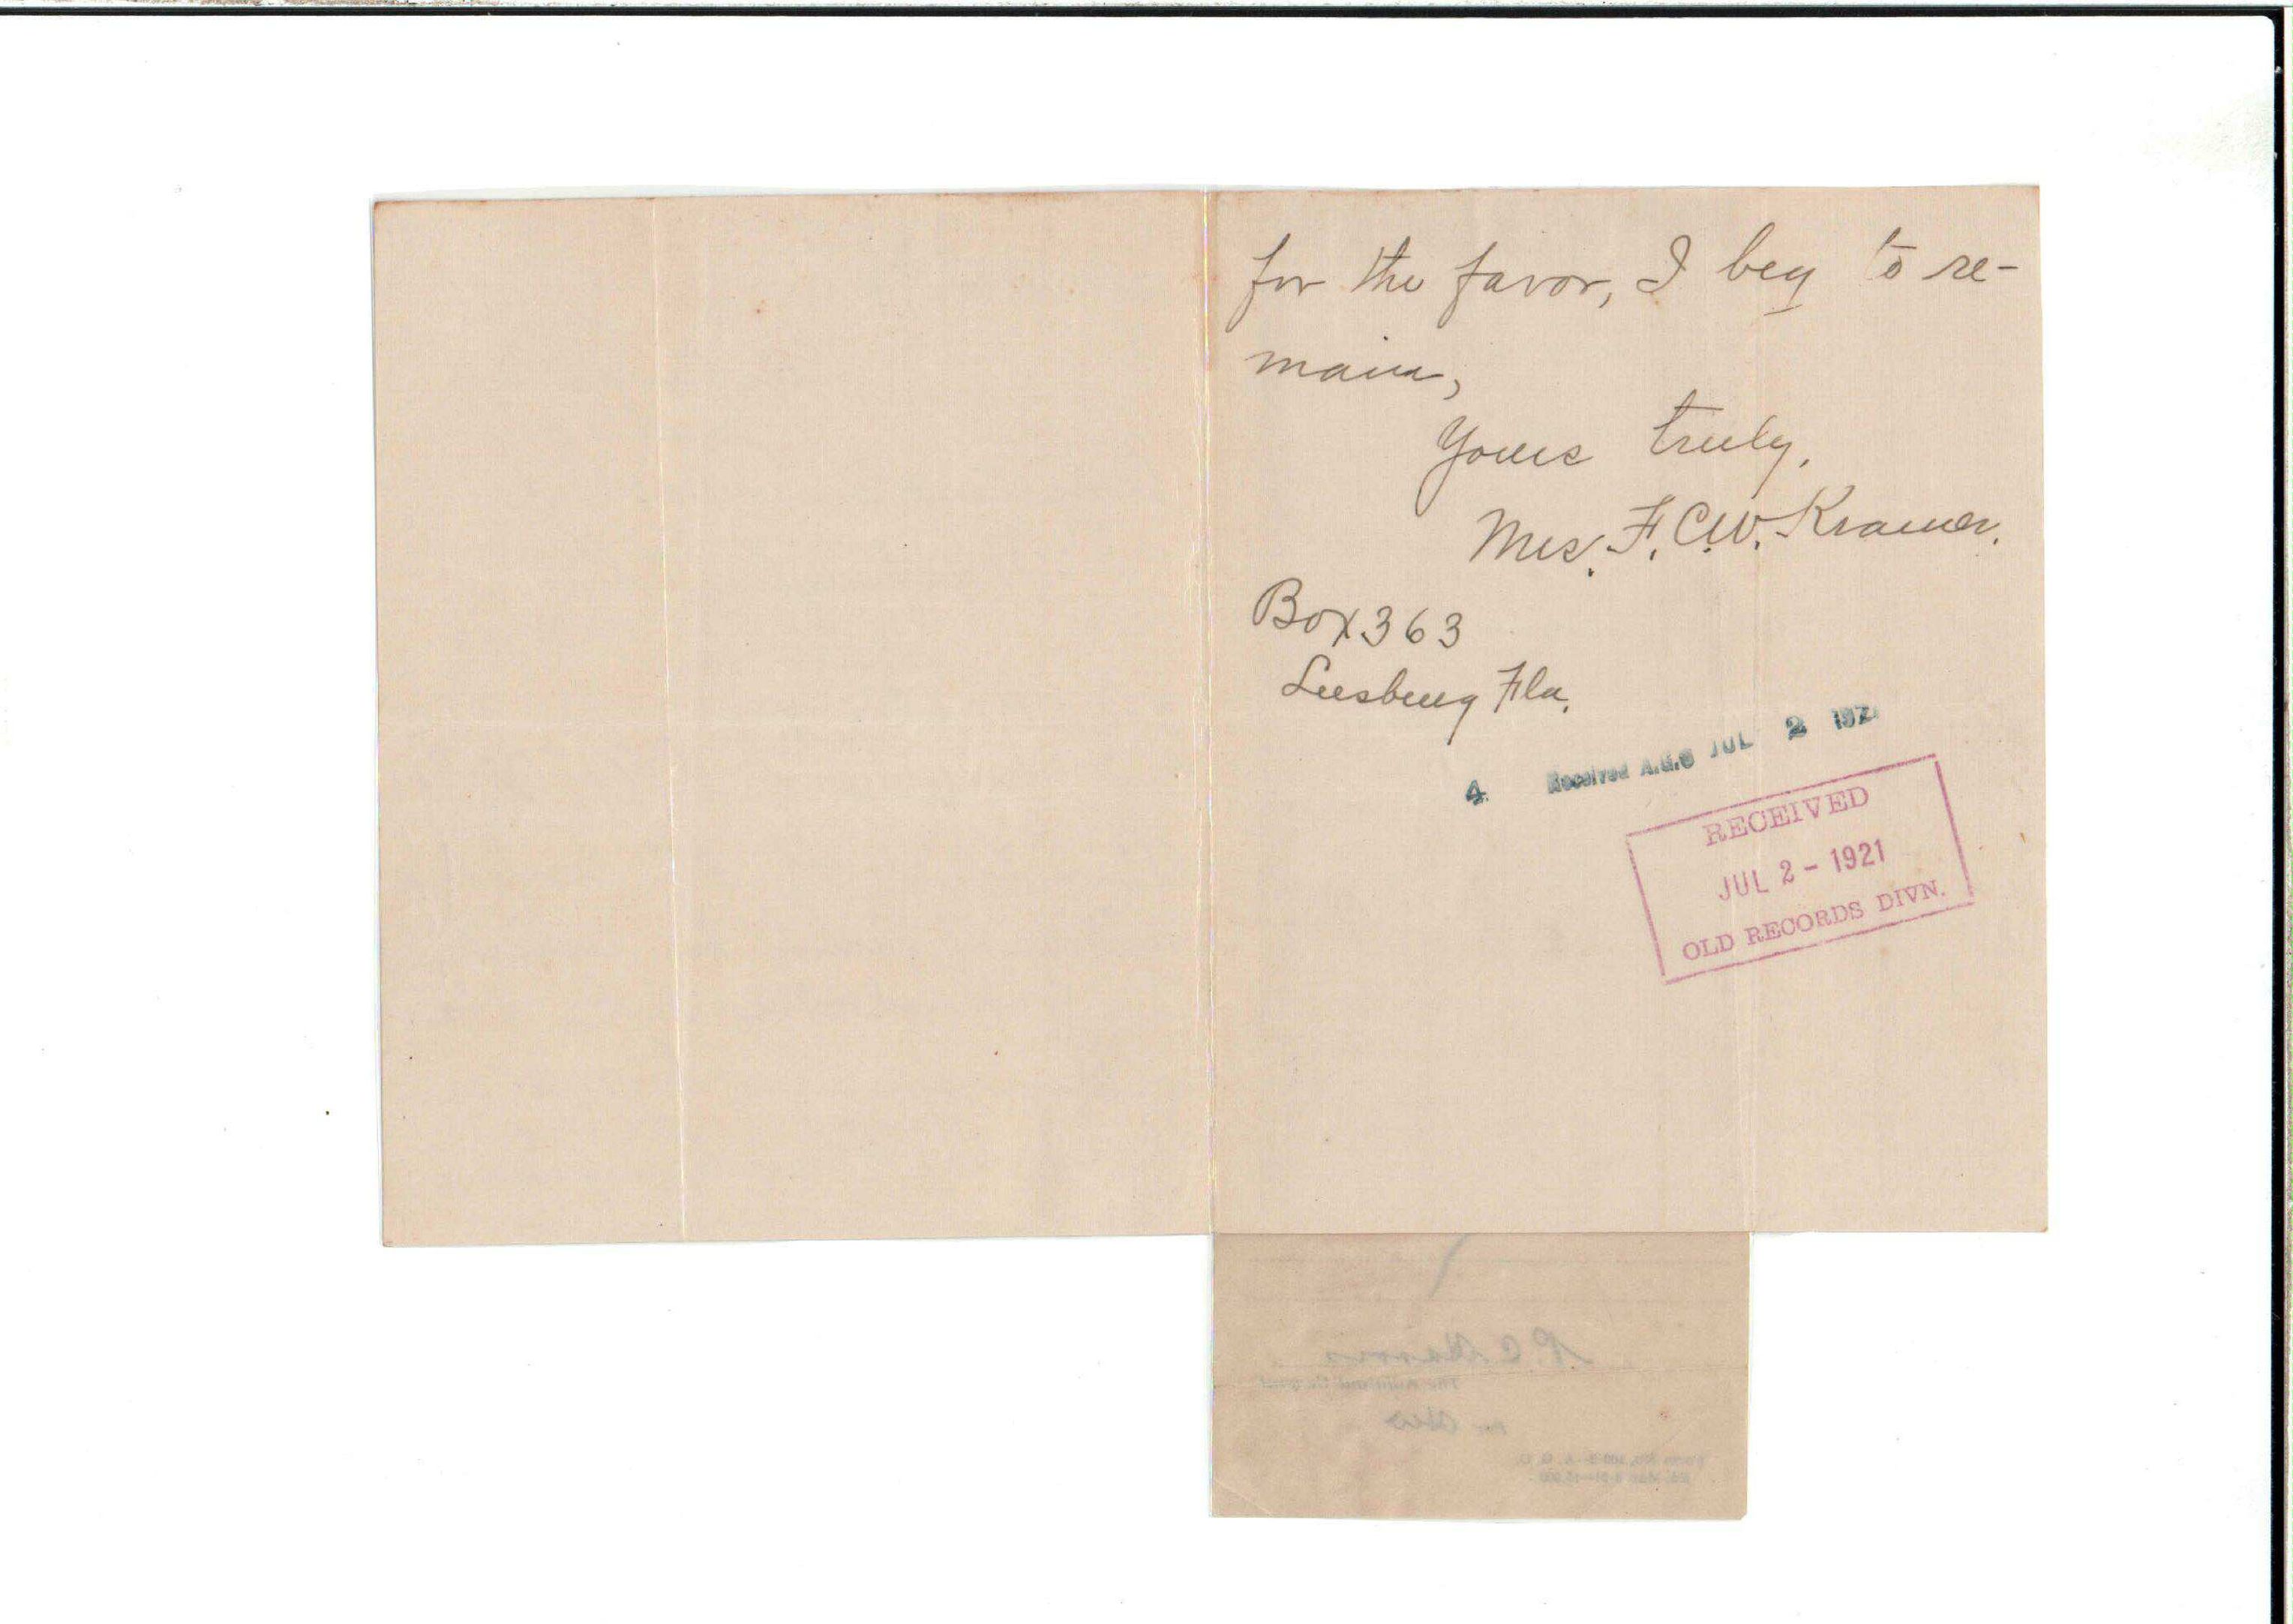 for the favor, I beg to re-
main,
Yours truly,
Mrs. F. C. W. Kramer.
Box 363
Leesburg Fla.
4 Received A.G.O JUL 2 192
RECEIVED
JUL 2 - 1921
OLD RECORDS DIVN.